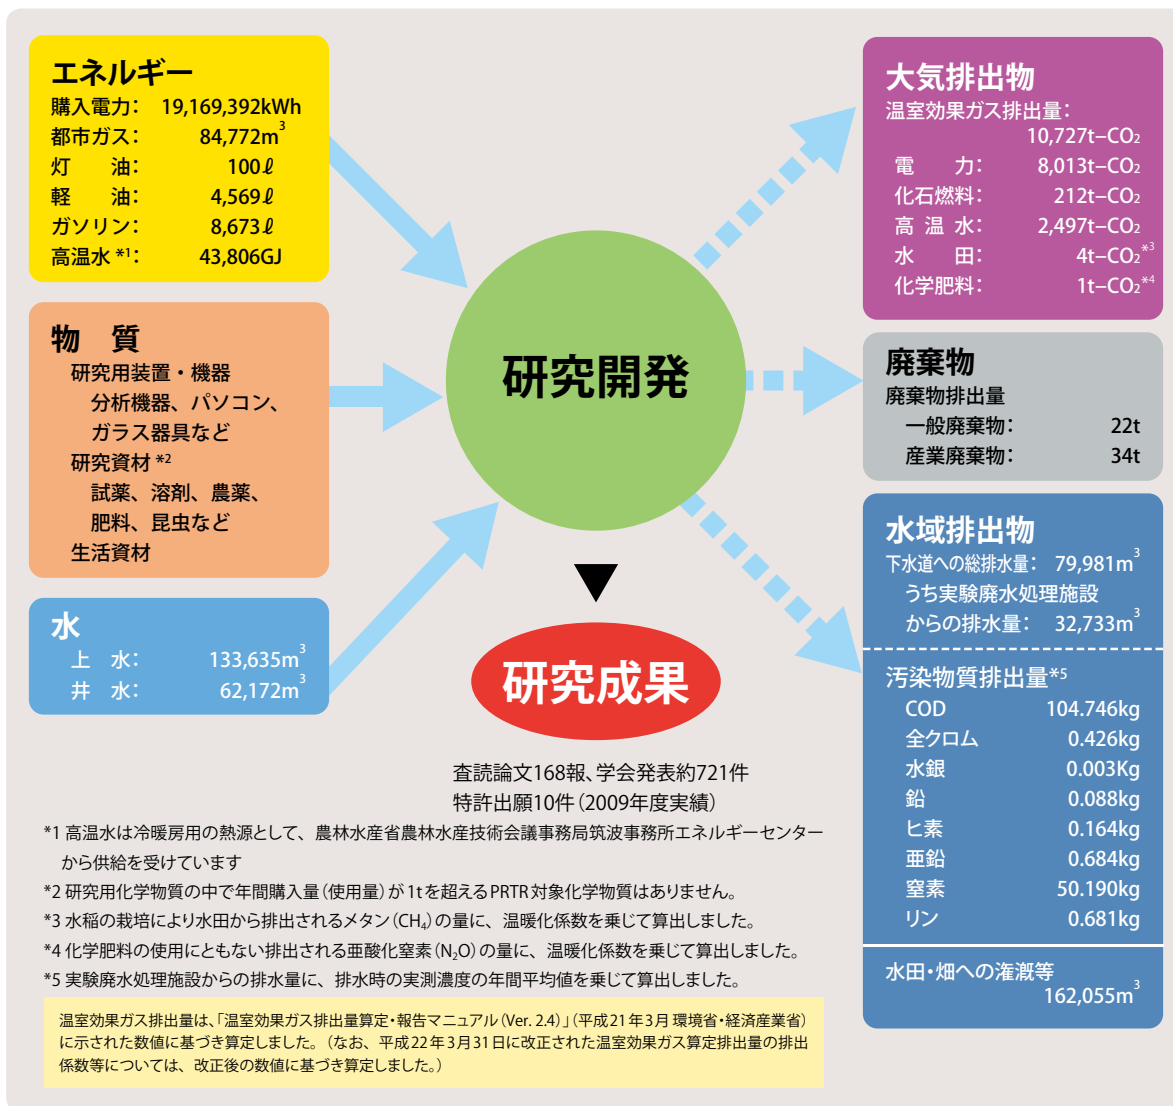 エネルギー
購入電力： 19,169,392kWh
都市ガス： 84,772m³
灯　　油： 100ℓ
軽　　油： 4,569ℓ
ガソリン： 8,673ℓ
高温水 *1： 43,806GJ
物　質
研究用装置・機器
分析機器、パソコン、
ガラス器具など
研究資材 *2
試薬、溶剤、農薬、
肥料、昆虫など
生活資材
水
上　水： 133,635m³
井　水： 62,172m³
研究開発
研究成果
査読論文168報、学会発表約721件
特許出願10件（2009年度実績）
大気排出物
温室効果ガス排出量：
10,727t−CO₂
電　　力： 8,013t−CO₂
化石燃料： 212t−CO₂
高 温 水： 2,497t−CO₂
水　　田： 4t−CO₂*3
化学肥料： 1t−CO₂*4
廃棄物
廃棄物排出量
一般廃棄物： 22t
産業廃棄物： 34t
水域排出物
下水道への総排水量： 79,981m³
うち実験廃水処理施設
からの排水量： 32,733m³
汚染物質排出量*5
COD 104.746kg
全クロム 0.426kg
水銀 0.003Kg
鉛 0.088kg
ヒ素 0.164kg
亜鉛 0.684kg
窒素 50.190kg
リン 0.681kg
水田・畑への潅漑等
162,055m³
*1 高温水は冷暖房用の熱源として、農林水産省農林水産技術会議事務局筑波事務所エネルギーセンター
から供給を受けています
*2 研究用化学物質の中で年間購入量（使用量）が1tを超えるPRTR対象化学物質はありません。
*3 水稲の栽培により水田から排出されるメタン（CH₄）の量に、温暖化係数を乗じて算出しました。
*4 化学肥料の使用にともない排出される亜酸化窒素（N₂O）の量に、温暖化係数を乗じて算出しました。
*5 実験廃水処理施設からの排水量に、排水時の実測濃度の年間平均値を乗じて算出しました。
温室効果ガス排出量は、「温室効果ガス排出量算定・報告マニュアル（Ver. 2.4）」（平成21年3月 環境省・経済産業省）
に示された数値に基づき算定しました。（なお、平成22年3月31日に改正された温室効果ガス算定排出量の排出
係数等については、改正後の数値に基づき算定しました。）